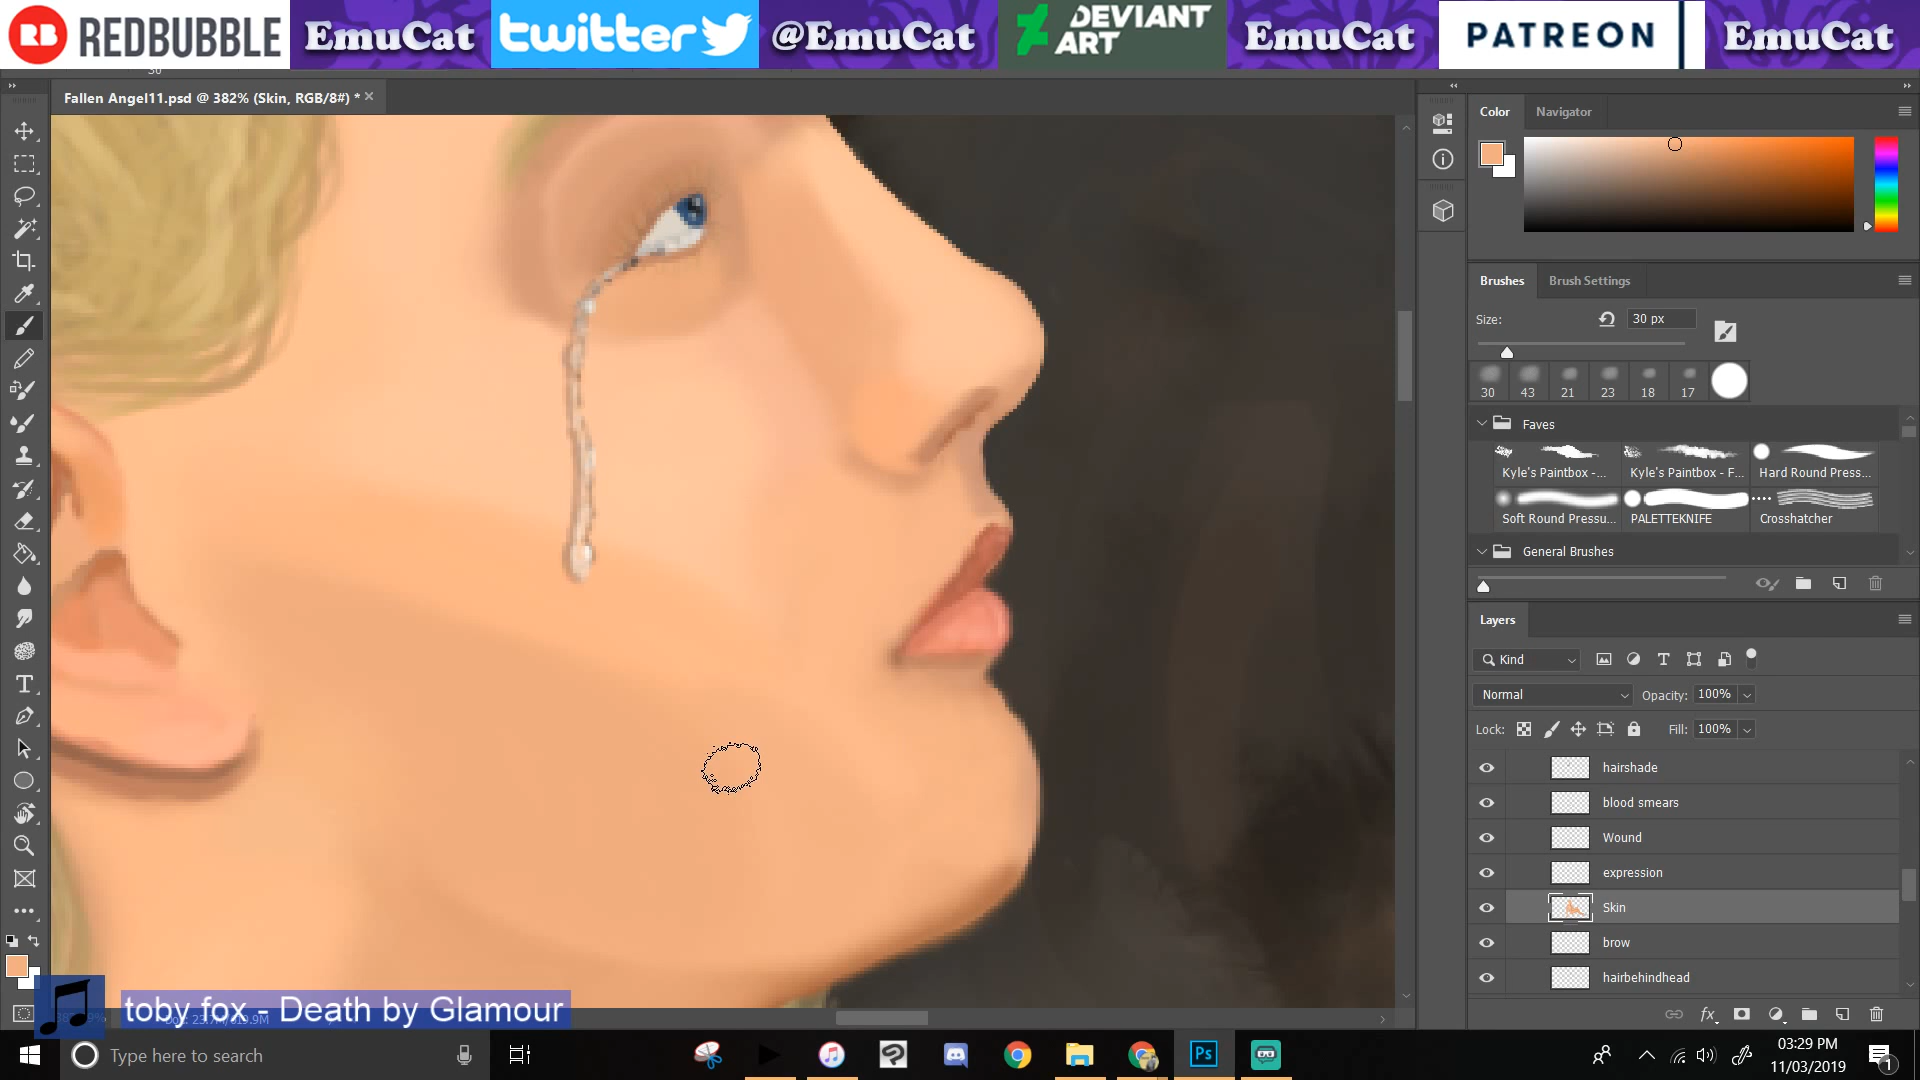 REDBUBBLE EmuCat twitter @EmuCat DEVIANT ART EmuCat PATREON EmuCat
30
Fallen Angel11.psd @ 382% (Skin, RGB/8#) *
Color Navigator
Brushes Brush Settings
Size: 30 px
30 43 21 23 18 17
Faves
Kyle's Paintbox -... Kyle's Paintbox - F... Hard Round Press...
Soft Round Pressu... PALETTEKNIFE Crosshatcher
General Brushes
Layers
Kind
Normal Opacity: 100%
Lock: Fill: 100%
hairshade
blood smears
Wound
expression
Skin
brow
hairbehindhead
toby fox - Death by Glamour
Type here to search
Ps
03:29 PM
11/03/2019
1